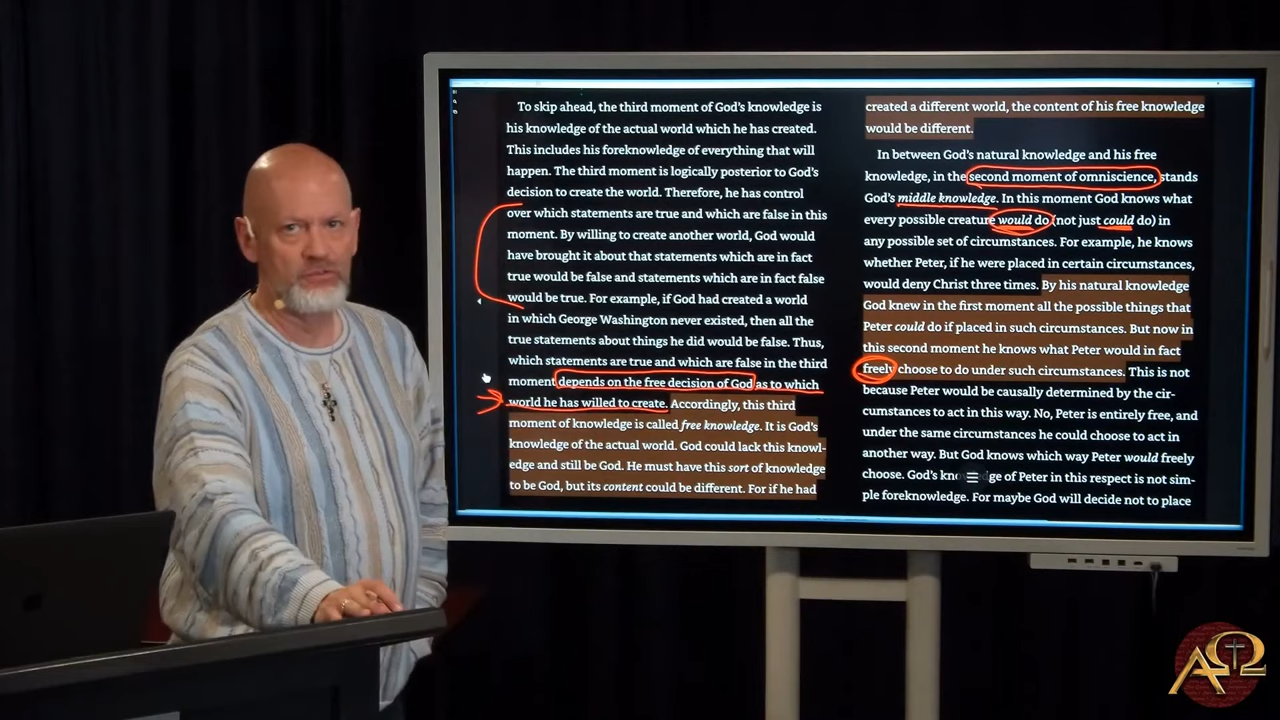 To skip ahead, the third moment of God's knowledge is
his knowledge of the actual world which he has created.
This includes his foreknowledge of everything that will
happen. The third moment is logically posterior to God's
decision to create the world. Therefore, he has control
over which statements are true and which are false in this
moment. By willing to create another world, God would
have brought it about that statements which are in fact
true would be false and statements which are in fact false
would be true. For example, if God had created a world
in which George Washington never existed, then all the
true statements about things he did would be false. Thus,
which statements are true and which are false in the third
moment depends on the free decision of God as to which
world he has willed to create. Accordingly, this third
moment of knowledge is called free knowledge. It is God's
knowledge of the actual world. God could lack this knowl-
edge and still be God. He must have this sort of knowledge
to be God, but its content could be different. For if he had
created a different world, the content of his free knowledge
would be different.
In between God's natural knowledge and his free
knowledge, in the second moment of omniscience, stands
God's middle knowledge. In this moment God knows what
every possible creature would do (not just could do) in
any possible set of circumstances. For example, he knows
whether Peter, if he were placed in certain circumstances,
would deny Christ three times. By his natural knowledge
God knew in the first moment all the possible things that
Peter could do if placed in such circumstances. But now in
this second moment he knows what Peter would in fact
freely choose to do under such circumstances. This is not
because Peter would be causally determined by the cir-
cumstances to act in this way. No, Peter is entirely free, and
under the same circumstances he could choose to act in
another way. But God knows which way Peter would freely
choose. God's knowledge of Peter in this respect is not sim-
ple foreknowledge. For maybe God will decide not to place
ΑΩ